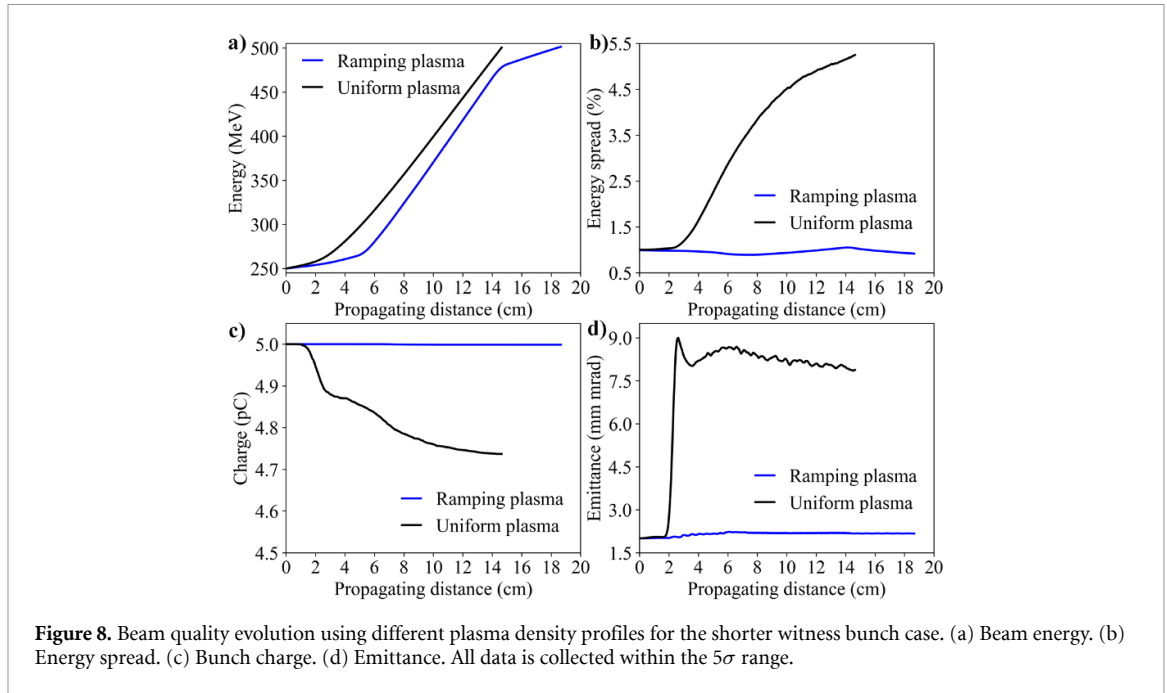 a)
500
450
400
350
300
250
Energy (MeV)
Ramping plasma
Uniform plasma
0 2 4 6 8 10 12 14 16 18 20
Propagating distance (cm)
b)
5.5
4.5
3.5
2.5
1.5
0.5
Energy spread (%)
Ramping plasma
Uniform plasma
0 2 4 6 8 10 12 14 16 18 20
Propagating distance (cm)
c)
5.0
4.9
4.8
4.7
4.6
4.5
Charge (pC)
Ramping plasma
Uniform plasma
0 2 4 6 8 10 12 14 16 18 20
Propagating distance (cm)
d)
9.0
7.5
6.0
4.5
3.0
1.5
Emittance (mm mrad)
Ramping plasma
Uniform plasma
0 2 4 6 8 10 12 14 16 18 20
Propagating distance (cm)
Figure 8. Beam quality evolution using different plasma density profiles for the shorter witness bunch case. (a) Beam energy. (b)
Energy spread. (c) Bunch charge. (d) Emittance. All data is collected within the 5σ range.